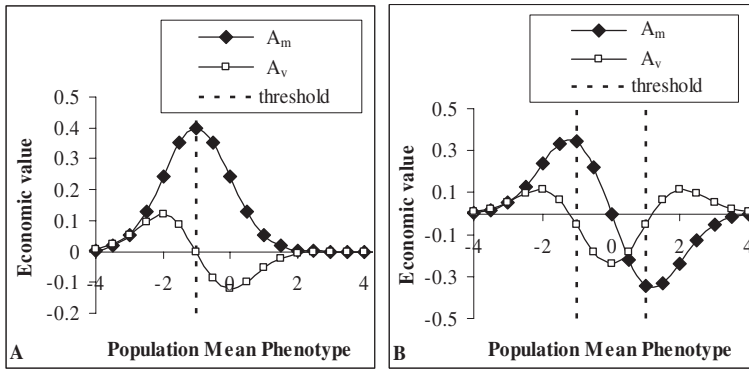 A_m
A_v
threshold
Economic value
0.5
0.4
0.3
0.2
0.1
0
-0.1
-0.2
-4
-2
0
2
4
A
Population Mean Phenotype
A_m
A_v
threshold
Economic value
0.5
0.3
0.1
-0.1
-0.3
-0.5
-4
-2
0
2
4
B
Population Mean Phenotype